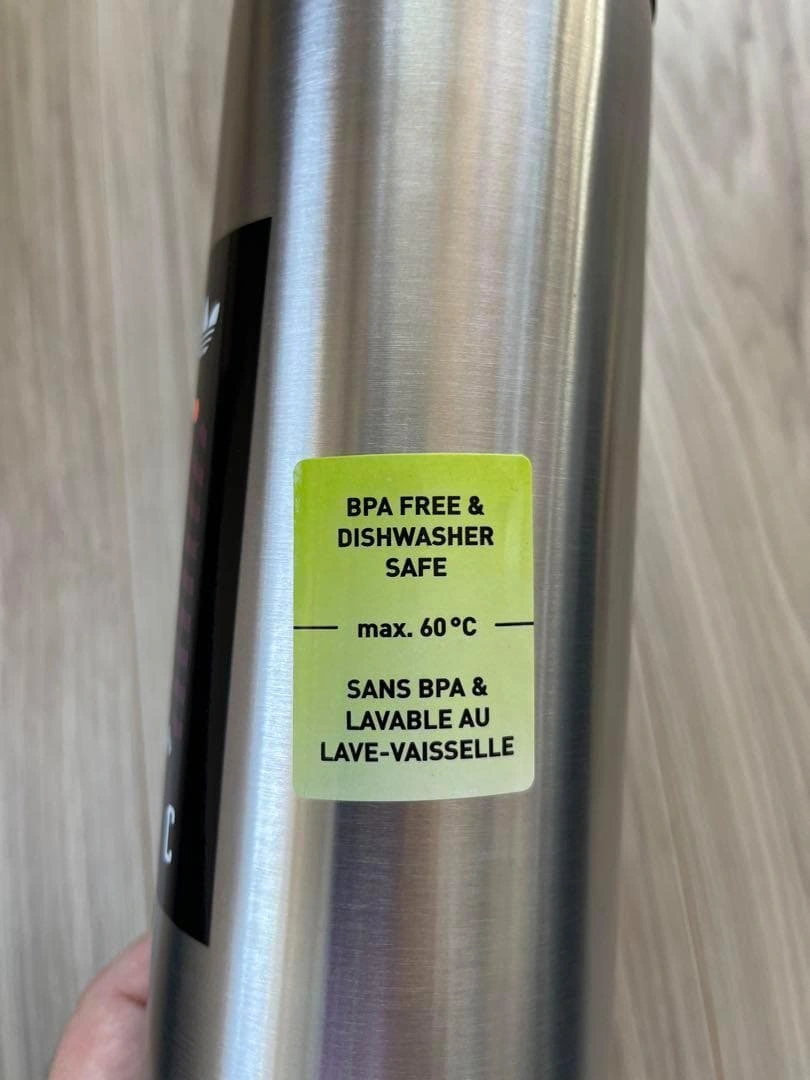 BPA FREE &
DISHWASHER
SAFE
max. 60°C
SANS BPA &
LAVABLE AU
LAVE-VAISSELLE
C